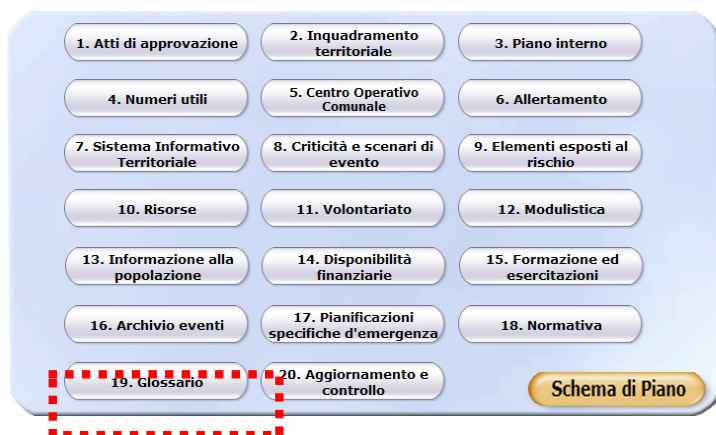 1. Atti di approvazione
2. Inquadramento
territoriale
3. Piano interno
4. Numeri utili
5. Centro Operativo
Comunale
6. Allertamento
7. Sistema Informativo
Territoriale
8. Criticità e scenari di
evento
9. Elementi esposti al
rischio
10. Risorse
11. Volontariato
12. Modulistica
13. Informazione alla
popolazione
14. Disponibilità
finanziarie
15. Formazione ed
esercitazioni
16. Archivio eventi
17. Pianificazioni
specifiche d'emergenza
18. Normativa
19. Glossario
20. Aggiornamento e
controllo
Schema di Piano